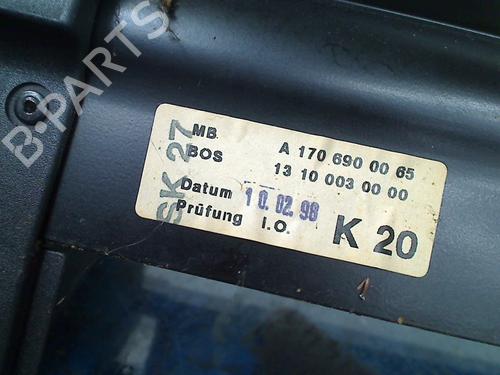 B-PARTS
SK 27
MB A 170 690 00 65
BOS 13 10 003 00 00
Datum 10.02.98
Prüfung I.O. K 20